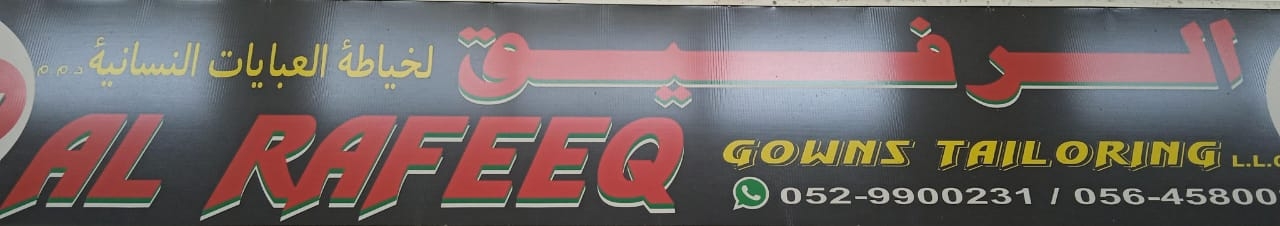 الرفيق لخياطة العبايات النسائية ذ.م.م
AL RAFEEQ GOWNS TAILORING L.L.C
052-9900231 / 056-45800